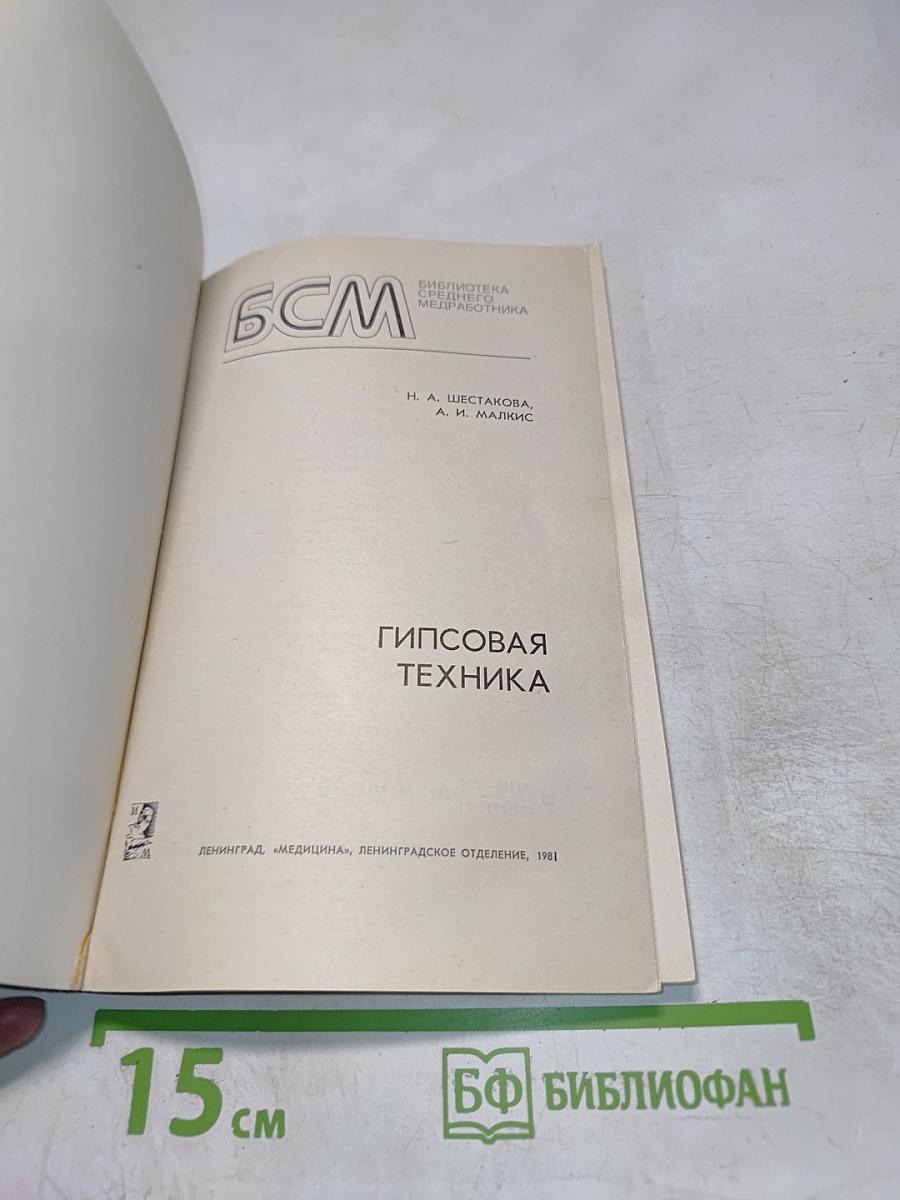 БСМ
БИБЛИОТЕКА
СРЕДНЕГО
МЕДРАБОТНИКА
Н. А. ШЕСТАКОВА,
А. И. МАЛКИС
ГИПСОВАЯ
ТЕХНИКА
ЛЕНИНГРАД, «МЕДИЦИНА», ЛЕНИНГРАДСКОЕ ОТДЕЛЕНИЕ, 1981
15 см
БФ БИБЛИОФАН